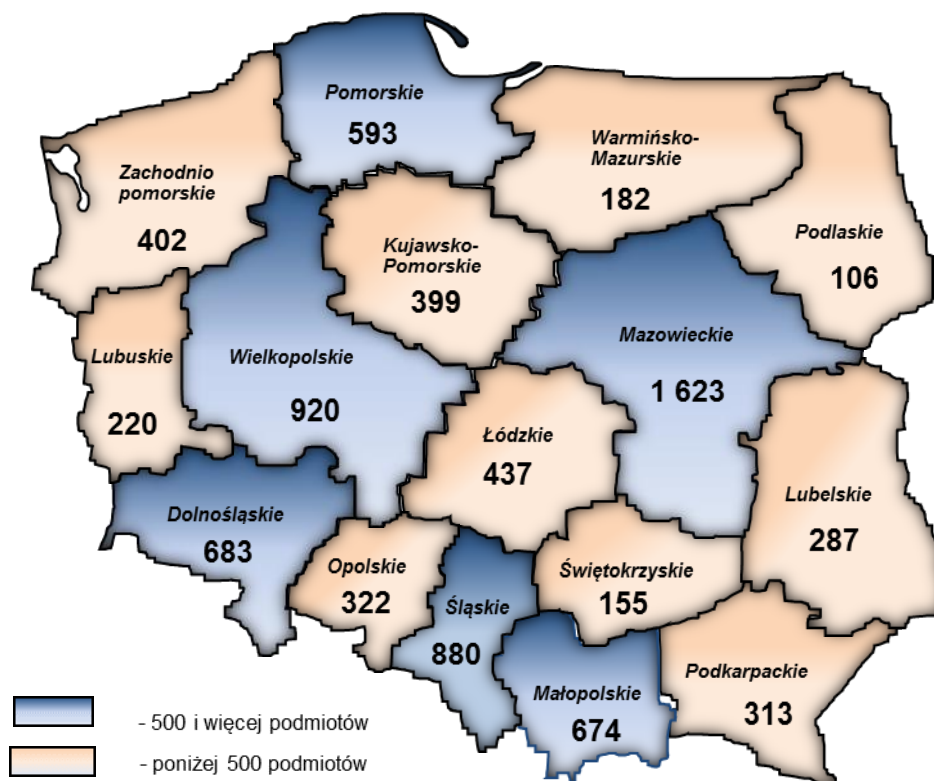 Pomorskie
593
Warmińsko-
Mazurskie
182
Zachodnio
pomorskie
402
Kujawsko-
Pomorskie
399
Podlaskie
106
Lubuskie
220
Wielkopolskie
920
Mazowieckie
1 623
Łódzkie
437
Lubelskie
287
Dolnośląskie
683
Opolskie
322
Śląskie
880
Świętokrzyskie
155
Małopolskie
674
Podkarpackie
313
- 500 i więcej podmiotów
- poniżej 500 podmiotów